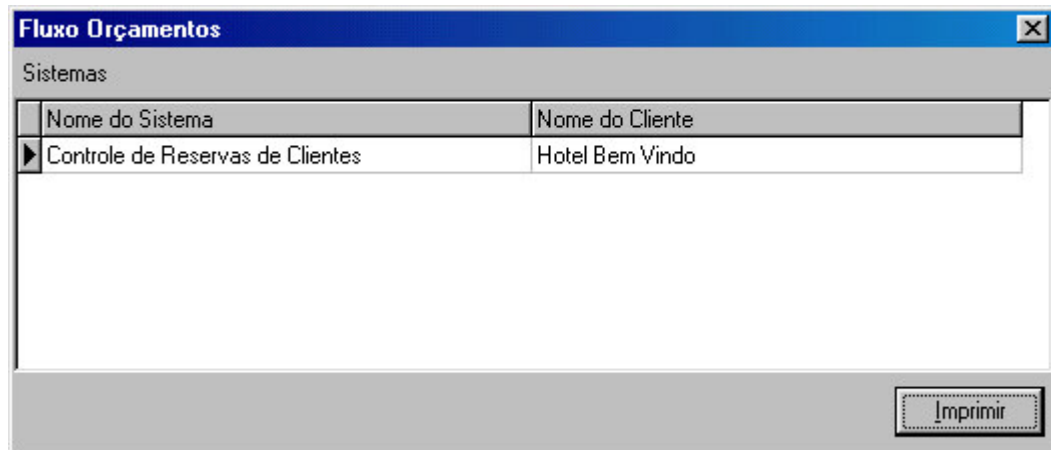 Fluxo Orçamentos
Sistemas
Nome do Sistema Nome do Cliente
Controle de Reservas de Clientes Hotel Bem Vindo
Imprimir